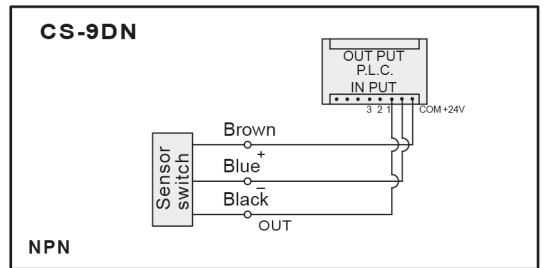 CS-9DN
OUT PUT
P.L.C.
IN PUT
3 2 1 COM +24V
Sensor switch
Brown
+
Blue
−
Black
OUT
NPN